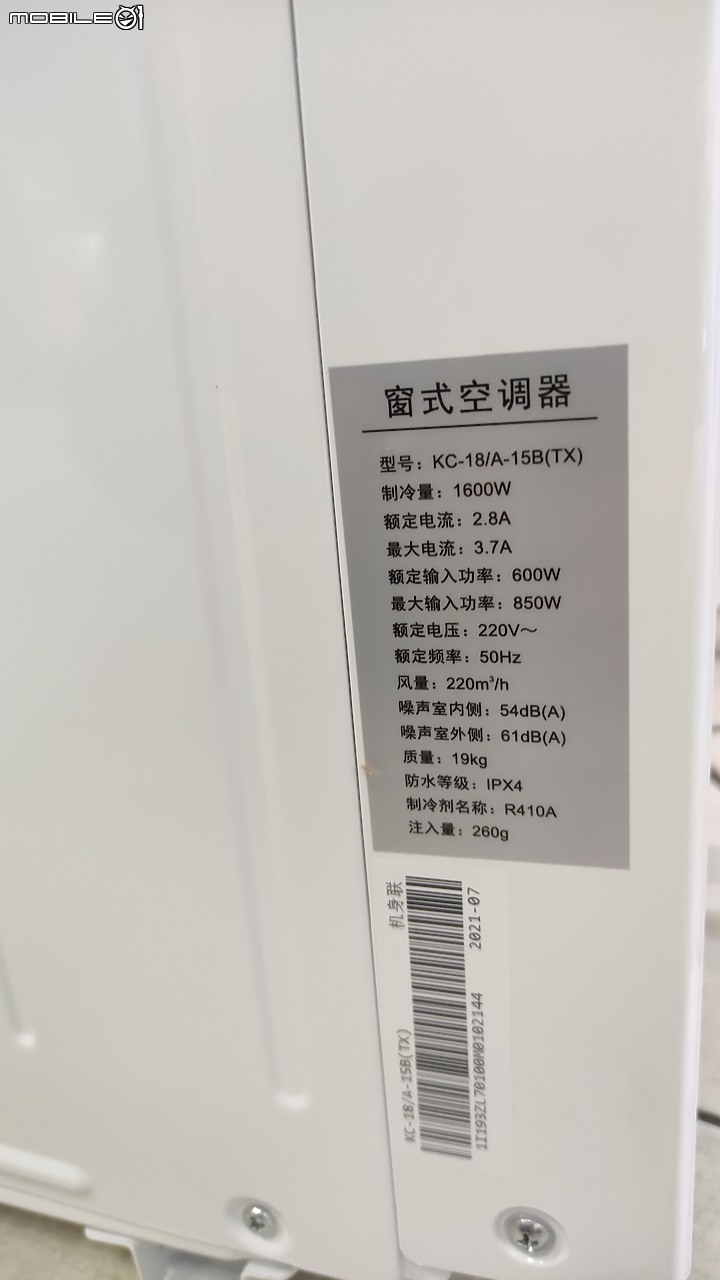 MOBILE01
窗式空调器
型号：KC-18/A-15B(TX)
制冷量：1600W
额定电流：2.8A
最大电流：3.7A
额定输入功率：600W
最大输入功率：850W
额定电压：220V～
额定频率：50Hz
风量：220m³/h
噪声室内侧：54dB(A)
噪声室外侧：61dB(A)
质量：19kg
防水等级：IPX4
制冷剂名称：R410A
注入量：260g
机身联
KC-18/A-15B(TX)
2021-07
1I193ZL70100M0102144